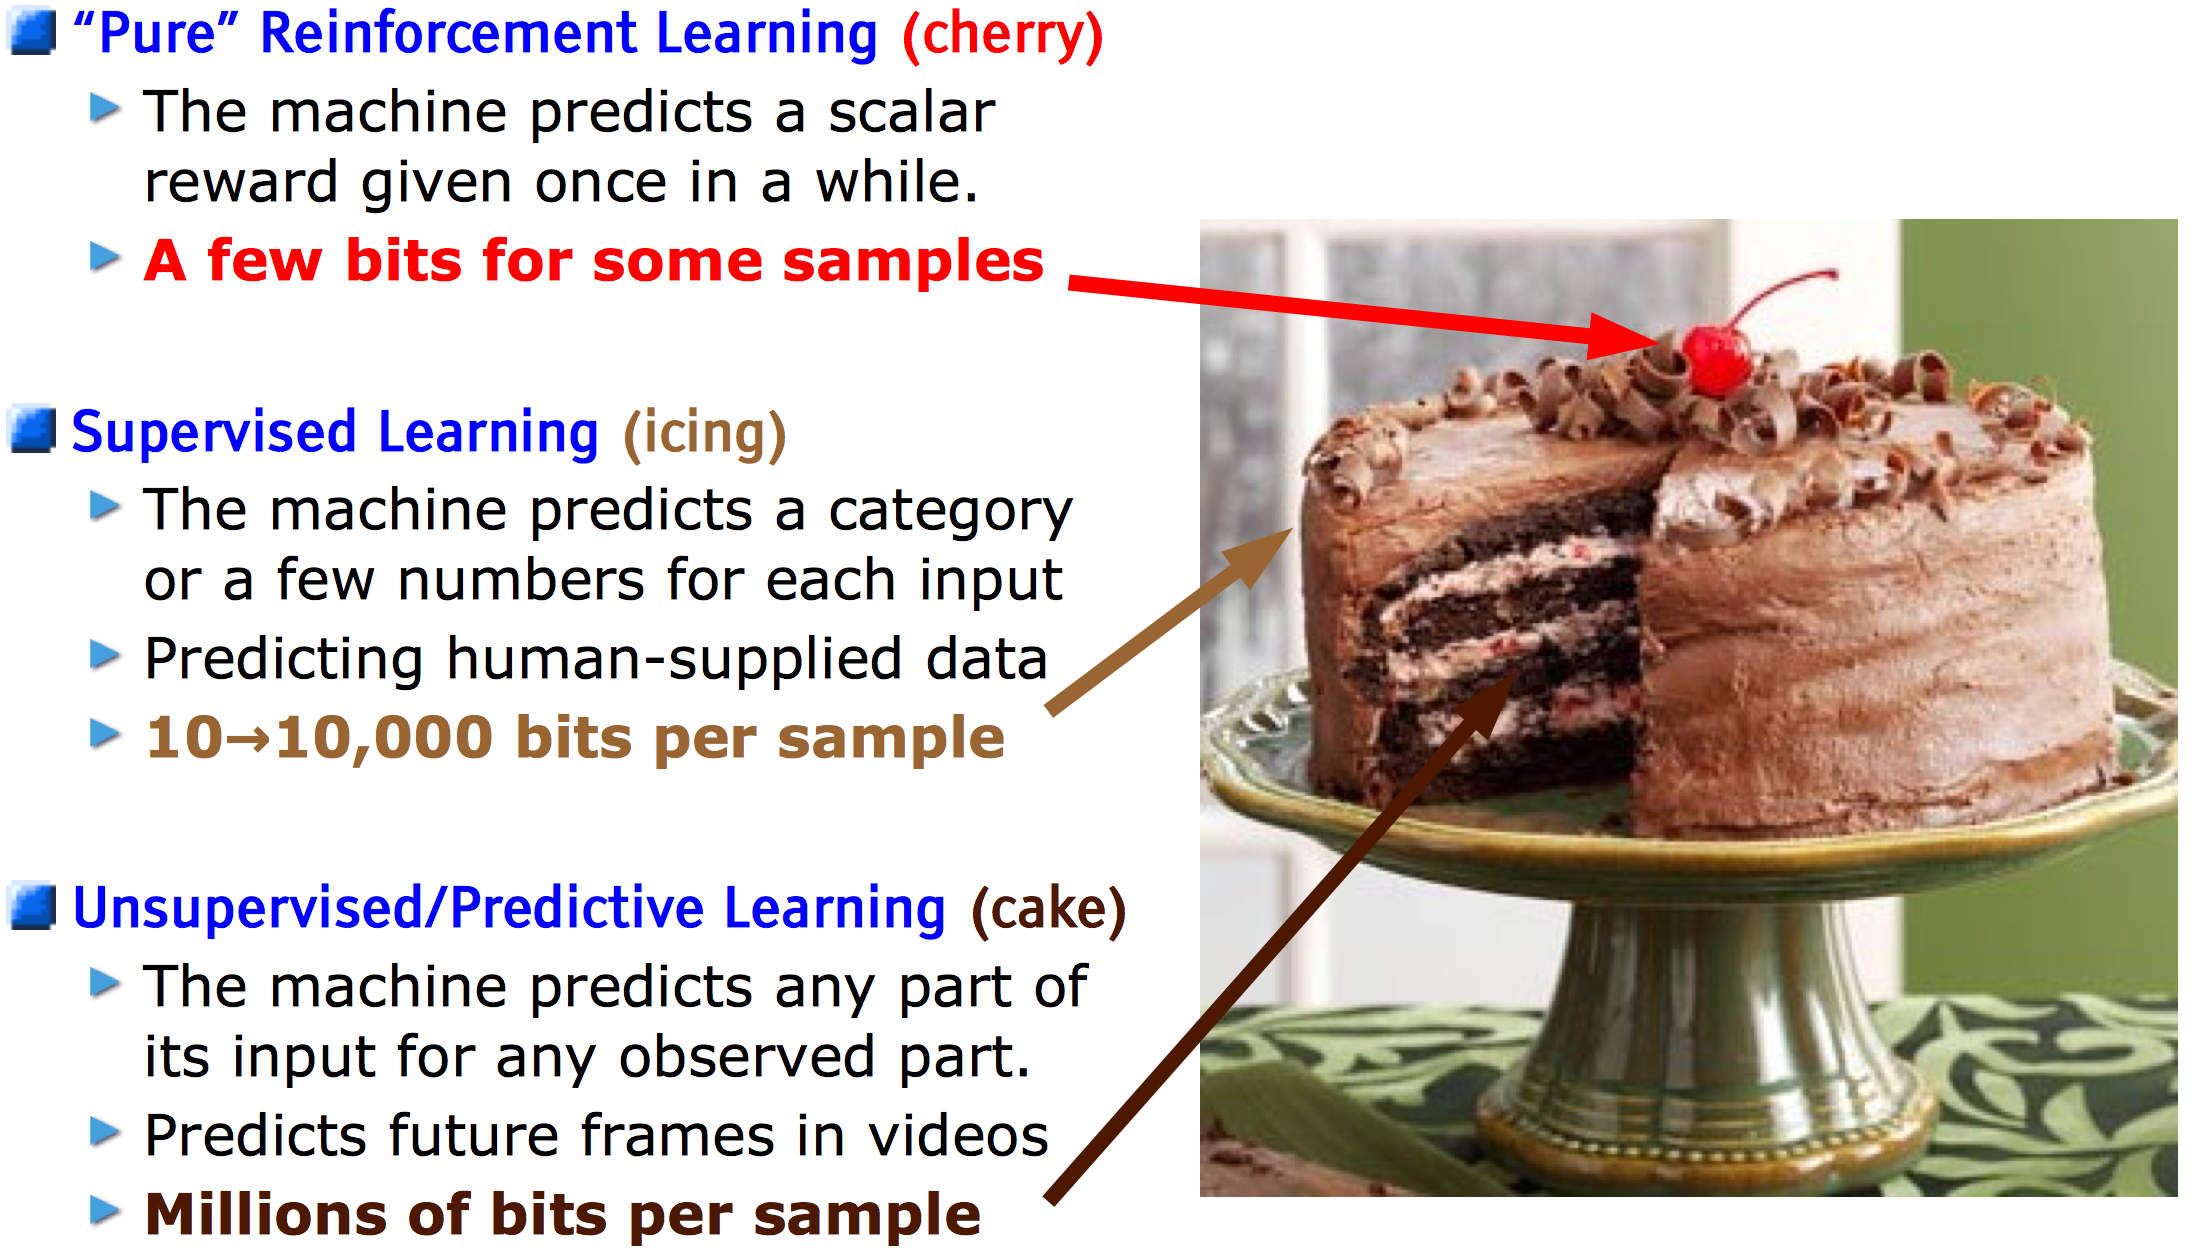 “Pure” Reinforcement Learning (cherry)
The machine predicts a scalar
reward given once in a while.
A few bits for some samples
Supervised Learning (icing)
The machine predicts a category
or a few numbers for each input
Predicting human-supplied data
10→10,000 bits per sample
Unsupervised/Predictive Learning (cake)
The machine predicts any part of
its input for any observed part.
Predicts future frames in videos
Millions of bits per sample